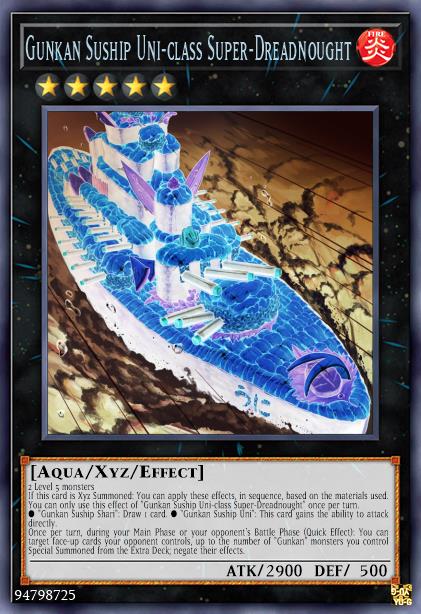 GUNKAN SUSHIP UNI-CLASS SUPER-DREADNOUGHT
FIRE
炎
[AQUA/XYZ/EFFECT]
2 Level 5 monsters
If this card is Xyz Summoned: You can apply these effects, in sequence, based on the materials used.
You can only use this effect of "Gunkan Suship Uni-class Super-Dreadnought" once per turn.
● "Gunkan Suship Shari": Draw 1 card. ● "Gunkan Suship Uni": This card gains the ability to attack
directly.
Once per turn, during your Main Phase or your opponent's Battle Phase (Quick Effect): You can
target face-up cards your opponent controls, up to the number of "Gunkan" monsters you control
Special Summoned from the Extra Deck; negate their effects.
ATK/2900 DEF/ 500
94798725